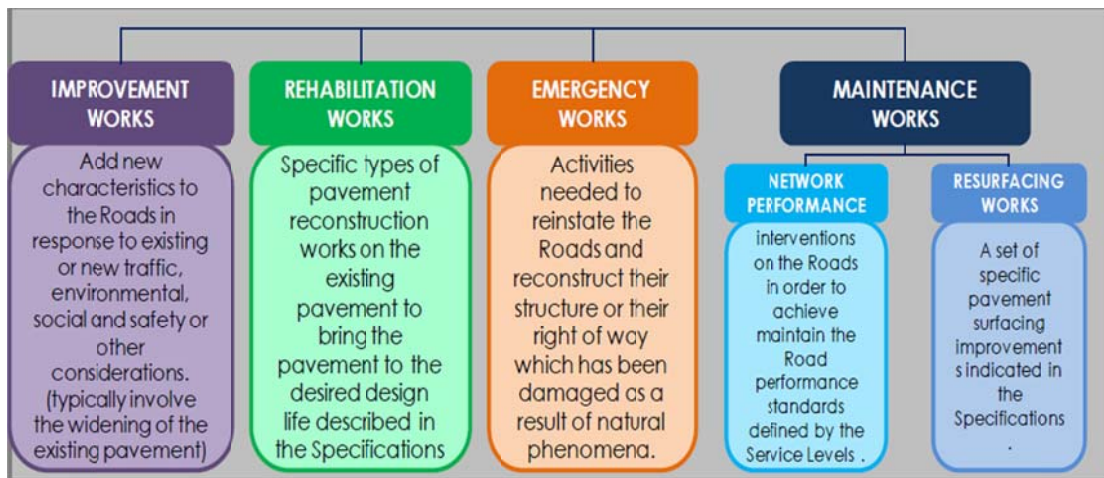 IMPROVEMENT
WORKS
Add new
characteristics to
the Roads in
response to existing
or new traffic,
environmental,
social and safety or
other
considerations.
(typically involve
the widening of the
existing pavement)
REHABILITATION
WORKS
Specific types of
pavement
reconstruction
works on the
existing
pavement to
bring the
pavement to the
desired design
life described in
the Specifications
EMERGENCY
WORKS
Activities
needed to
reinstate the
Roads and
reconstruct their
structure or their
right of way
which has been
damaged as a
result of natural
phenomena.
MAINTENANCE
WORKS
NETWORK
PERFORMANCE
interventions
on the Roads
in order to
achieve
maintain the
Road
performance
standards
defined by the
Service Levels .
RESURFACING
WORKS
A set of
specific
pavement
surfacing
improvement
s indicated in
the
Specifications
.